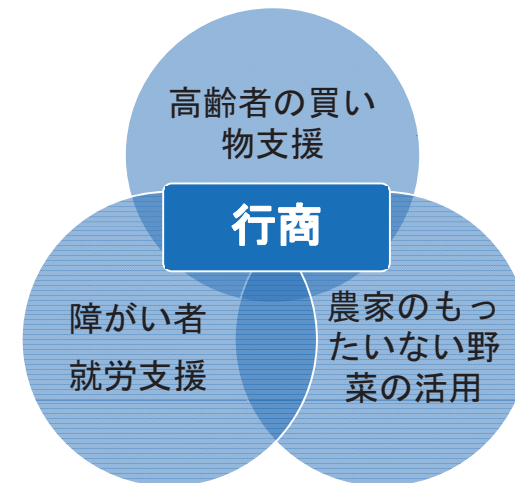 高齢者の買い
物支援
行商
障がい者
就労支援
農家のもっ
たいない野
菜の活用